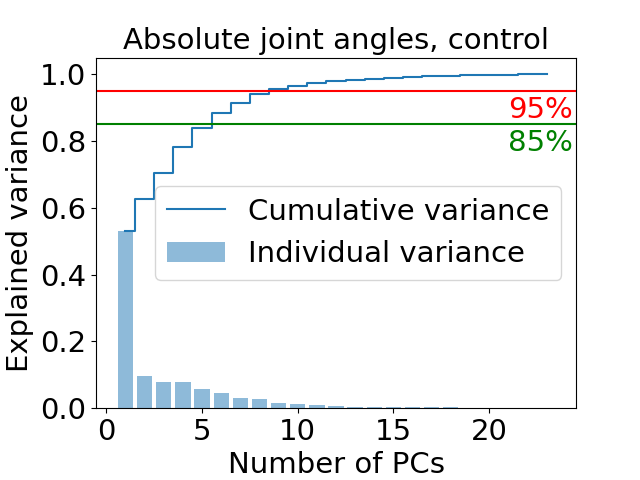 Absolute joint angles, control
Explained variance
1.0
0.8
0.6
0.4
0.2
0.0
95%
85%
Cumulative variance
Individual variance
0 5 10 15 20
Number of PCs